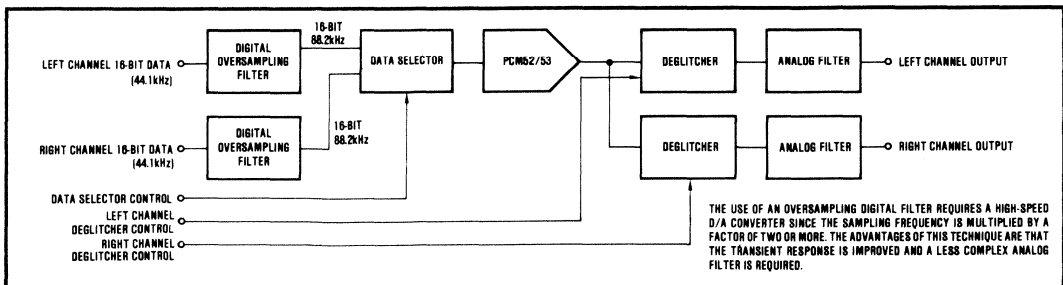 LEFT CHANNEL 16-BIT DATA
(44.1kHz)
DIGITAL
OVERSAMPLING
FILTER
16-BIT
88.2kHz
DATA SELECTOR
PCM52/53
DEGLITCHER
ANALOG FILTER
LEFT CHANNEL OUTPUT
RIGHT CHANNEL 16-BIT DATA
(44.1kHz)
DIGITAL
OVERSAMPLING
FILTER
16-BIT
88.2kHz
DEGLITCHER
ANALOG FILTER
RIGHT CHANNEL OUTPUT
DATA SELECTOR CONTROL
LEFT CHANNEL
DEGLITCHER CONTROL
RIGHT CHANNEL
DEGLITCHER CONTROL
THE USE OF AN OVERSAMPLING DIGITAL FILTER REQUIRES A HIGH-SPEED
D/A CONVERTER SINCE THE SAMPLING FREQUENCY IS MULTIPLIED BY A
FACTOR OF TWO OR MORE. THE ADVANTAGES OF THIS TECHNIQUE ARE THAT
THE TRANSIENT RESPONSE IS IMPROVED AND A LESS COMPLEX ANALOG
FILTER IS REQUIRED.